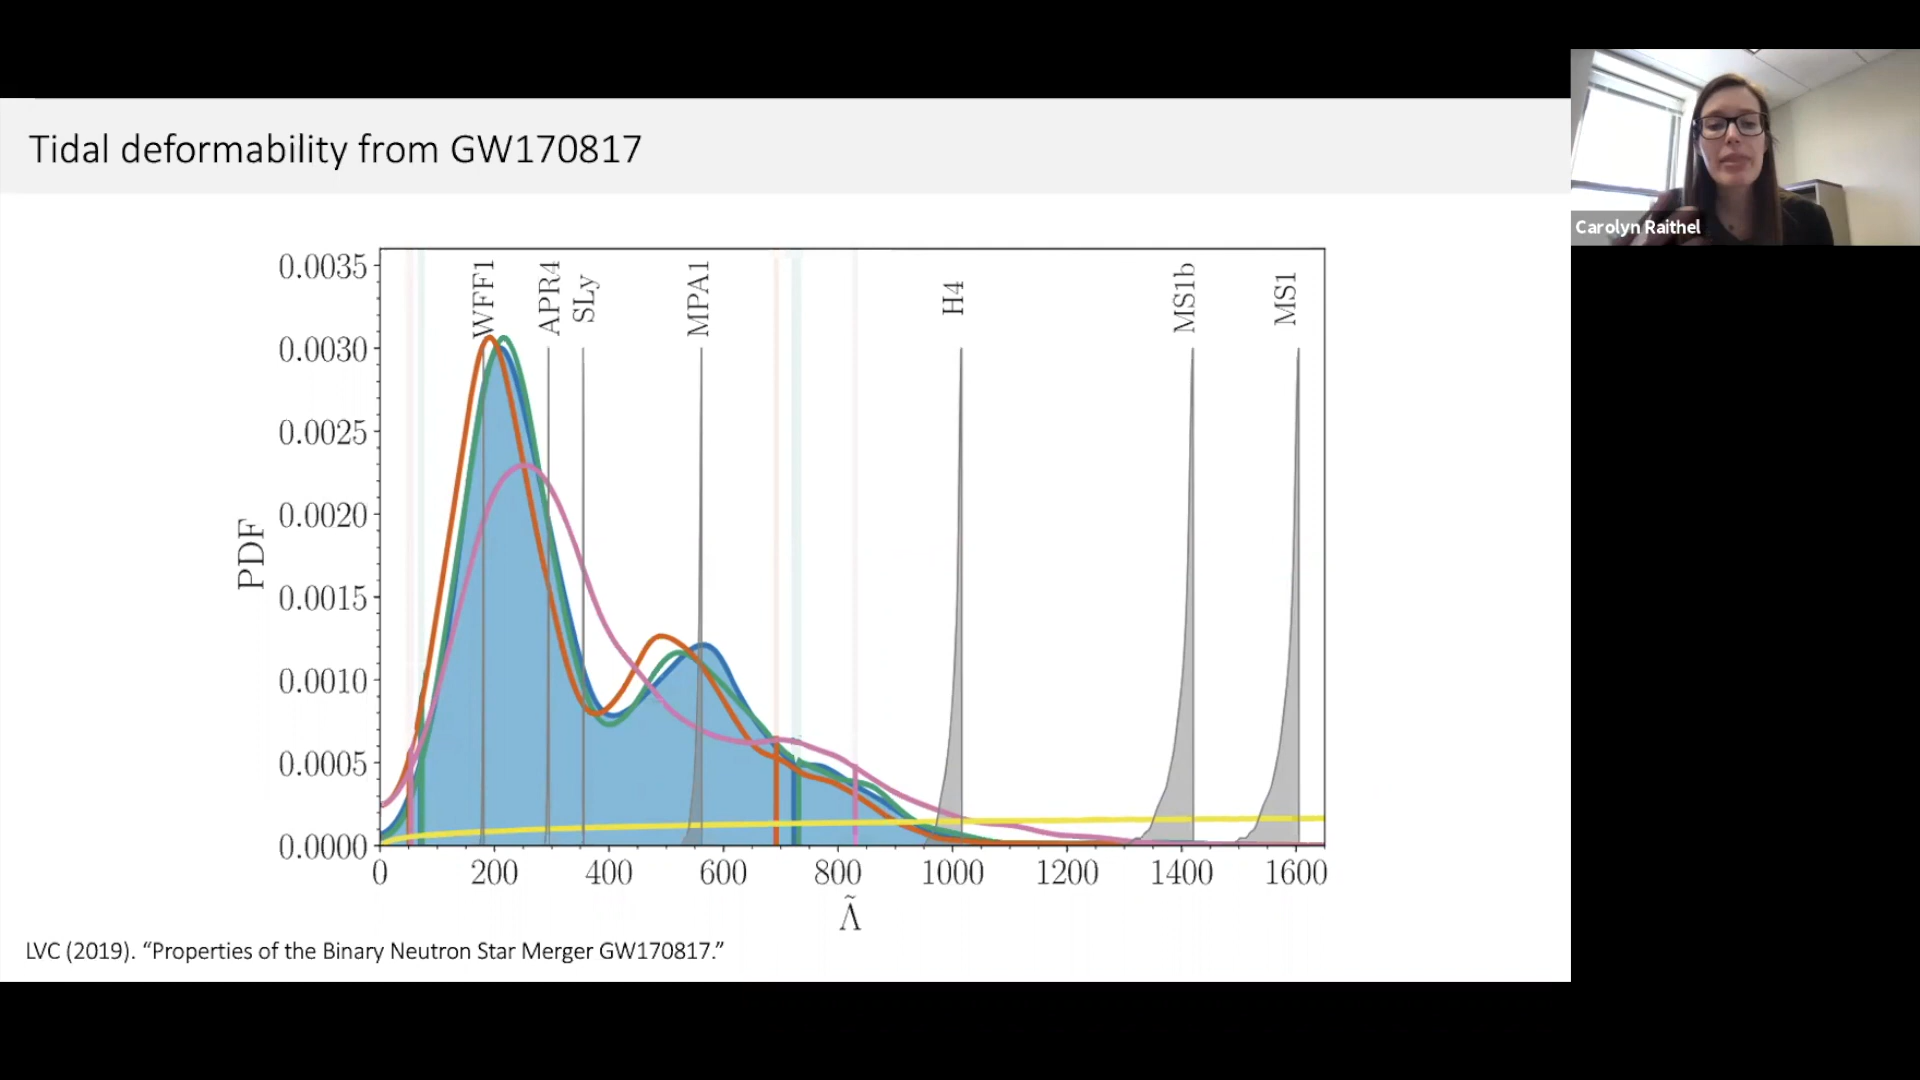 Tidal deformability from GW170817
Carolyn Raithel
WFF1
APR4
SLy
MPA1
H4
MS1b
MS1
0.0035
0.0030
0.0025
0.0020
0.0015
0.0010
0.0005
0.0000
PDF
0 200 400 600 800 1000 1200 1400 1600
Λ̃
LVC (2019). “Properties of the Binary Neutron Star Merger GW170817.”